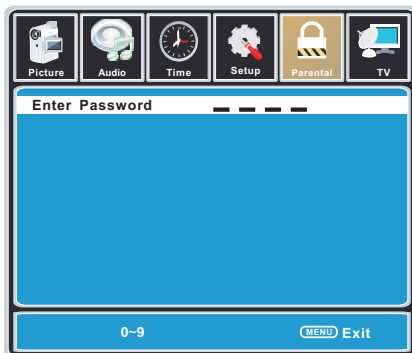 Picture Audio Time Setup Parental TV
Enter Password _ _ _ _
0~9 MENU Exit